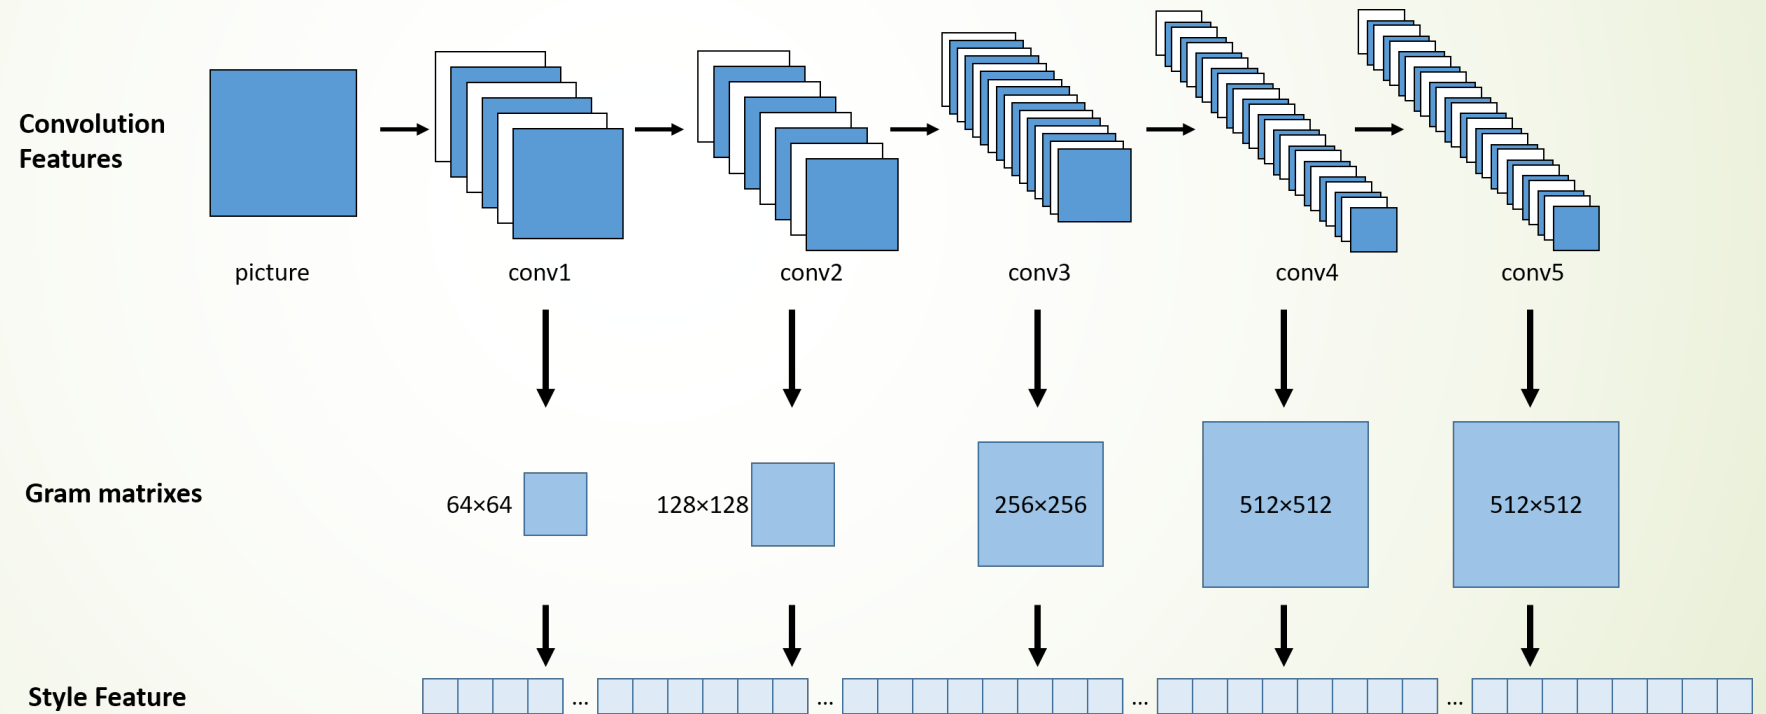 Convolution
Features
picture
conv1
conv2
conv3
conv4
conv5
Gram matrixes
64×64
128×128
256×256
512×512
512×512
Style Feature
...
...
...
...